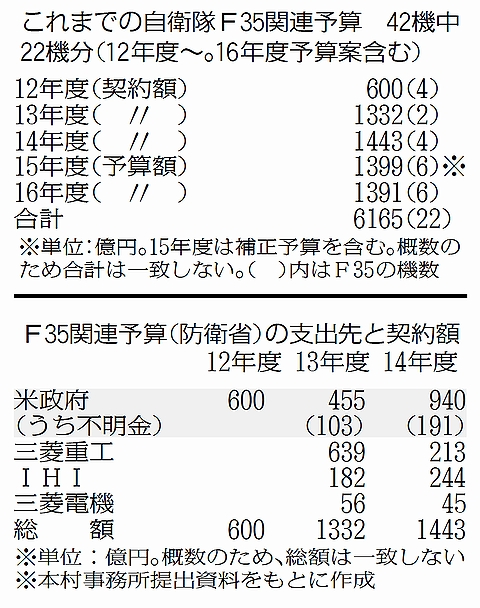 これまでの自衛隊Ｆ35関連予算　42機中
22機分(12年度～。16年度予算案含む)
12年度(契約額)　600(4)
13年度(　〃　)　1332(2)
14年度(　〃　)　1443(4)
15年度(予算額)　1399(6)※
16年度(　〃　)　1391(6)
合計　6165(22)
※単位：億円。15年度は補正予算を含む。概数の
ため合計は一致しない。(　)内はＦ35の機数
Ｆ35関連予算(防衛省)の支出先と契約額
12年度　13年度　14年度
米政府　600　455　940
(うち不明金)　(103)　(191)
三菱重工　639　213
ＩＨＩ　182　244
三菱電機　56　45
総　額　600　1332　1443
※単位：億円。概数のため、総額は一致しない
※本村事務所提出資料をもとに作成